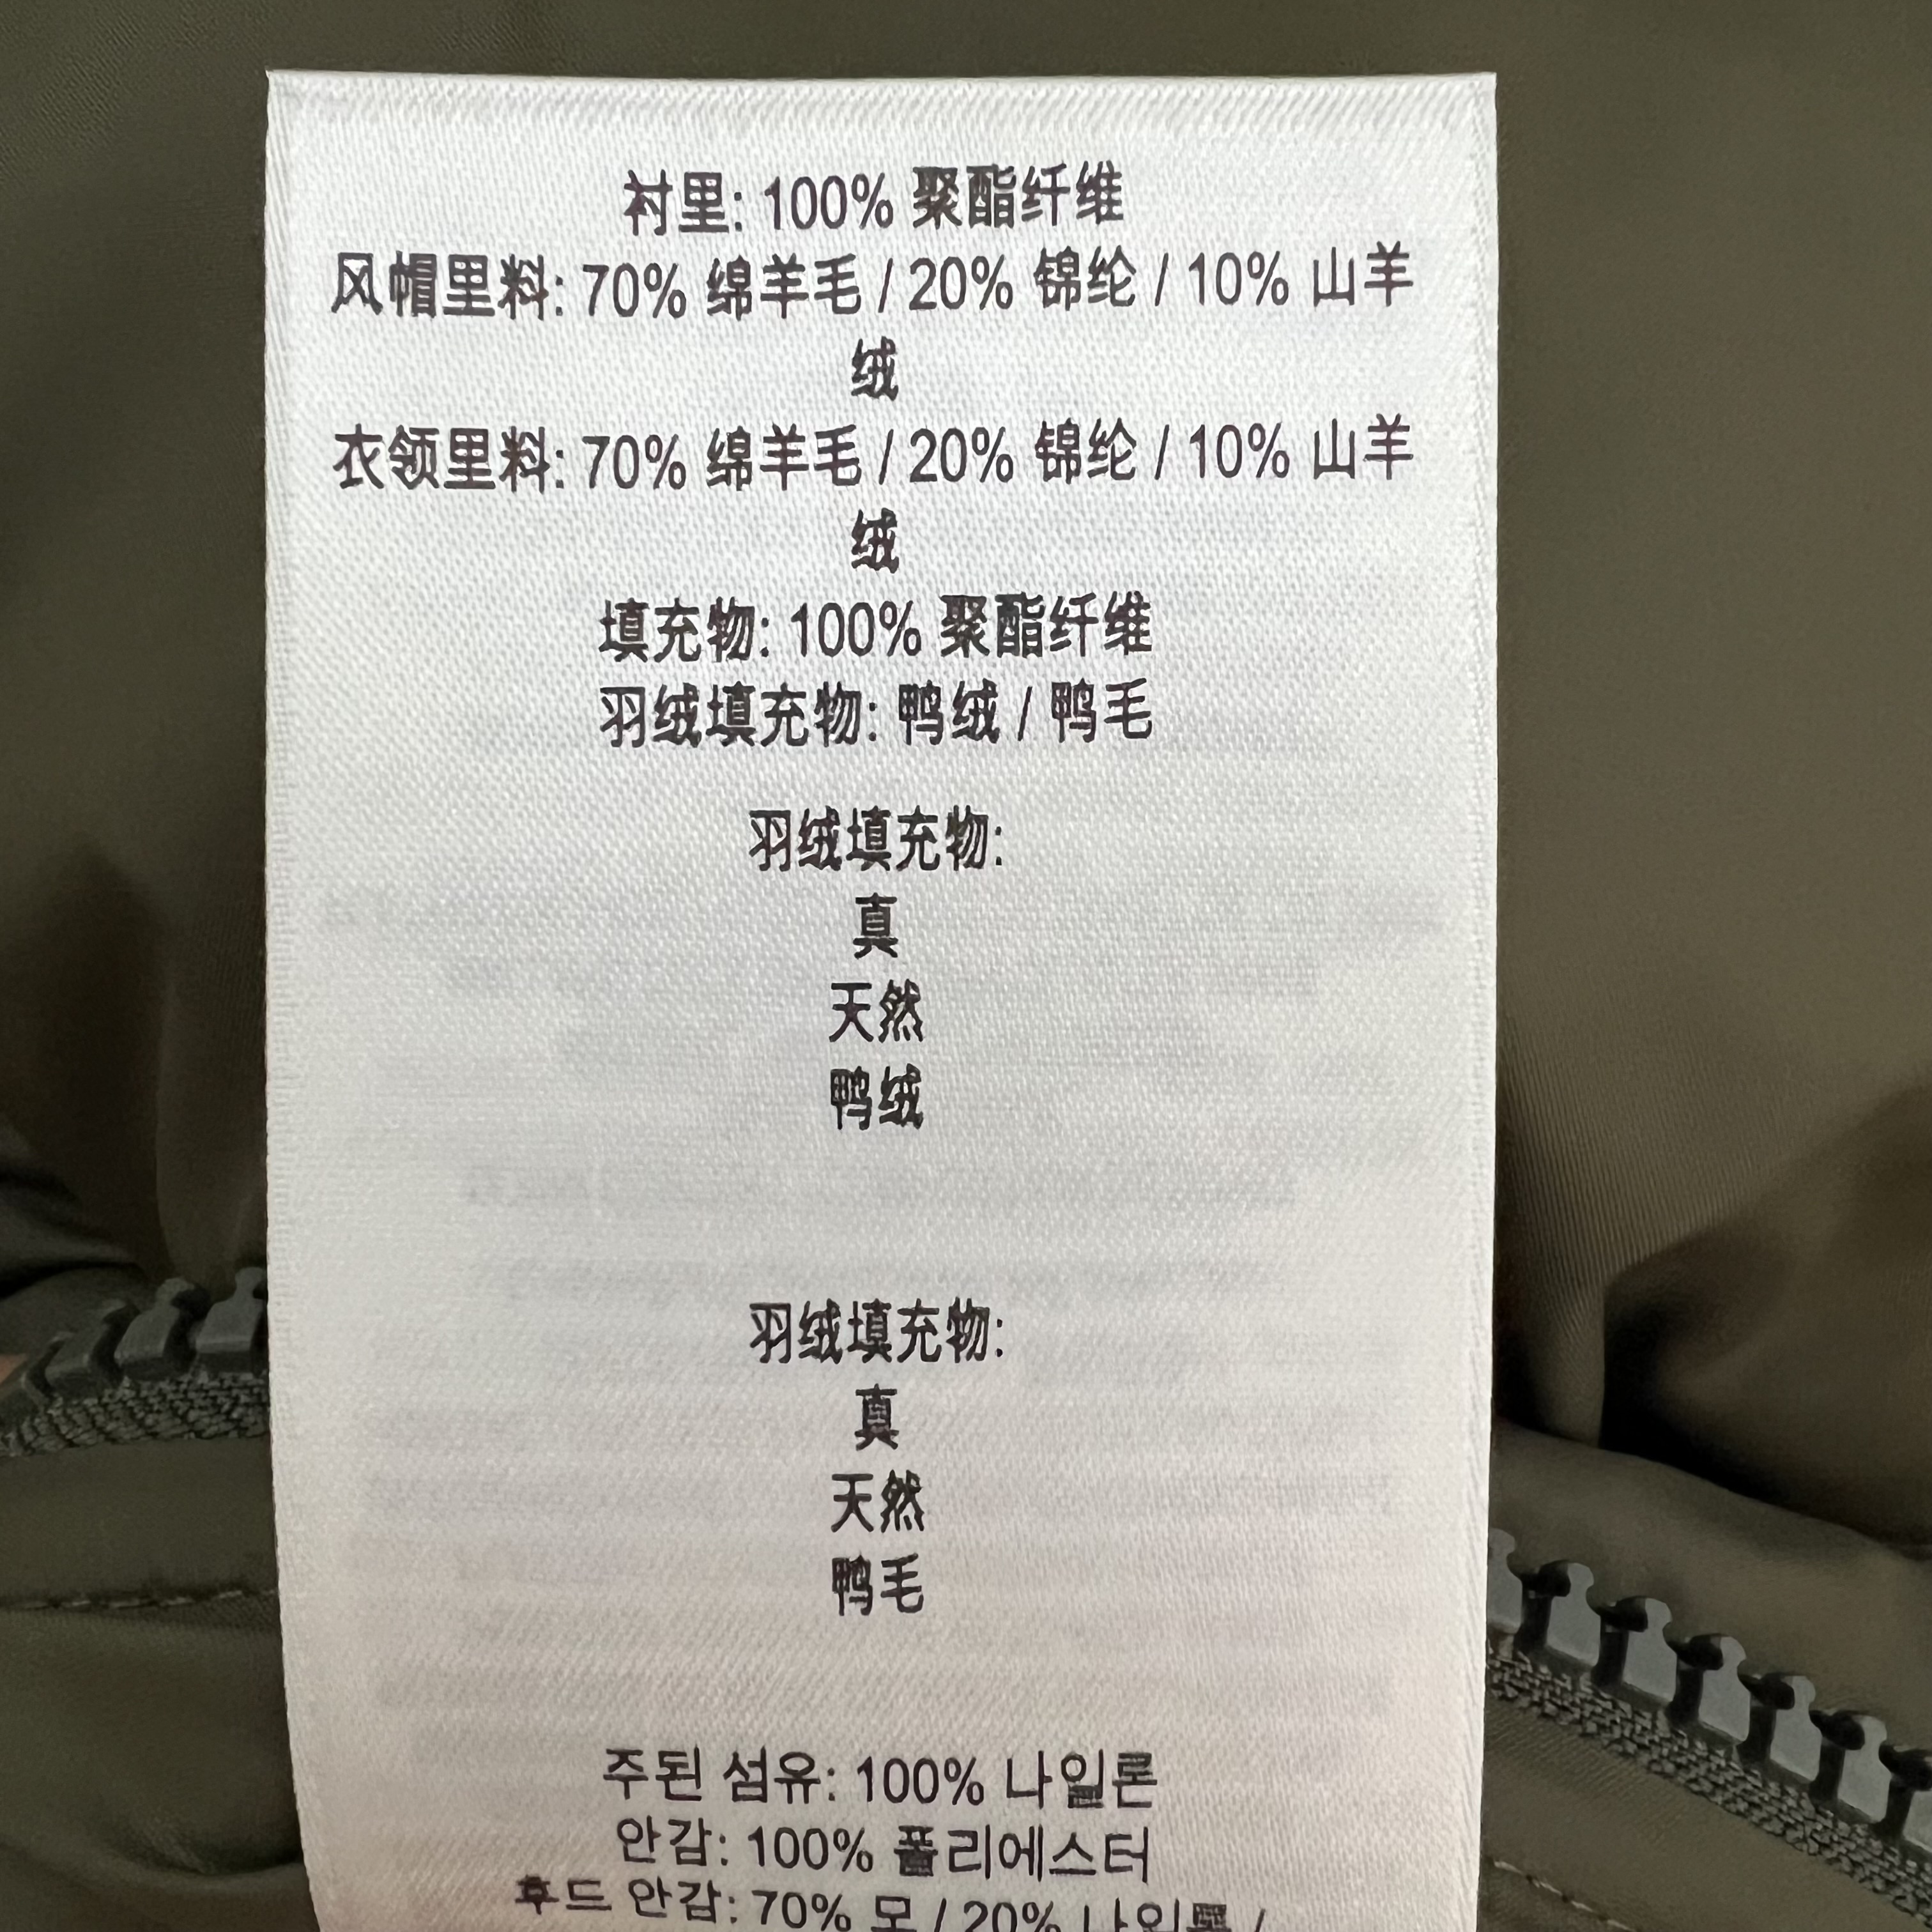 衬里: 100% 聚酯纤维
风帽里料: 70% 绵羊毛 / 20% 锦纶 / 10% 山羊
绒
衣领里料: 70% 绵羊毛 / 20% 锦纶 / 10% 山羊
绒
填充物: 100% 聚酯纤维
羽绒填充物: 鸭绒 / 鸭毛
羽绒填充物:
真
天然
鸭绒
羽绒填充物:
真
天然
鸭毛
주된 섬유: 100% 나일론
안감: 100% 폴리에스터
후드 안감: 70% 모 / 20% 나일론 /